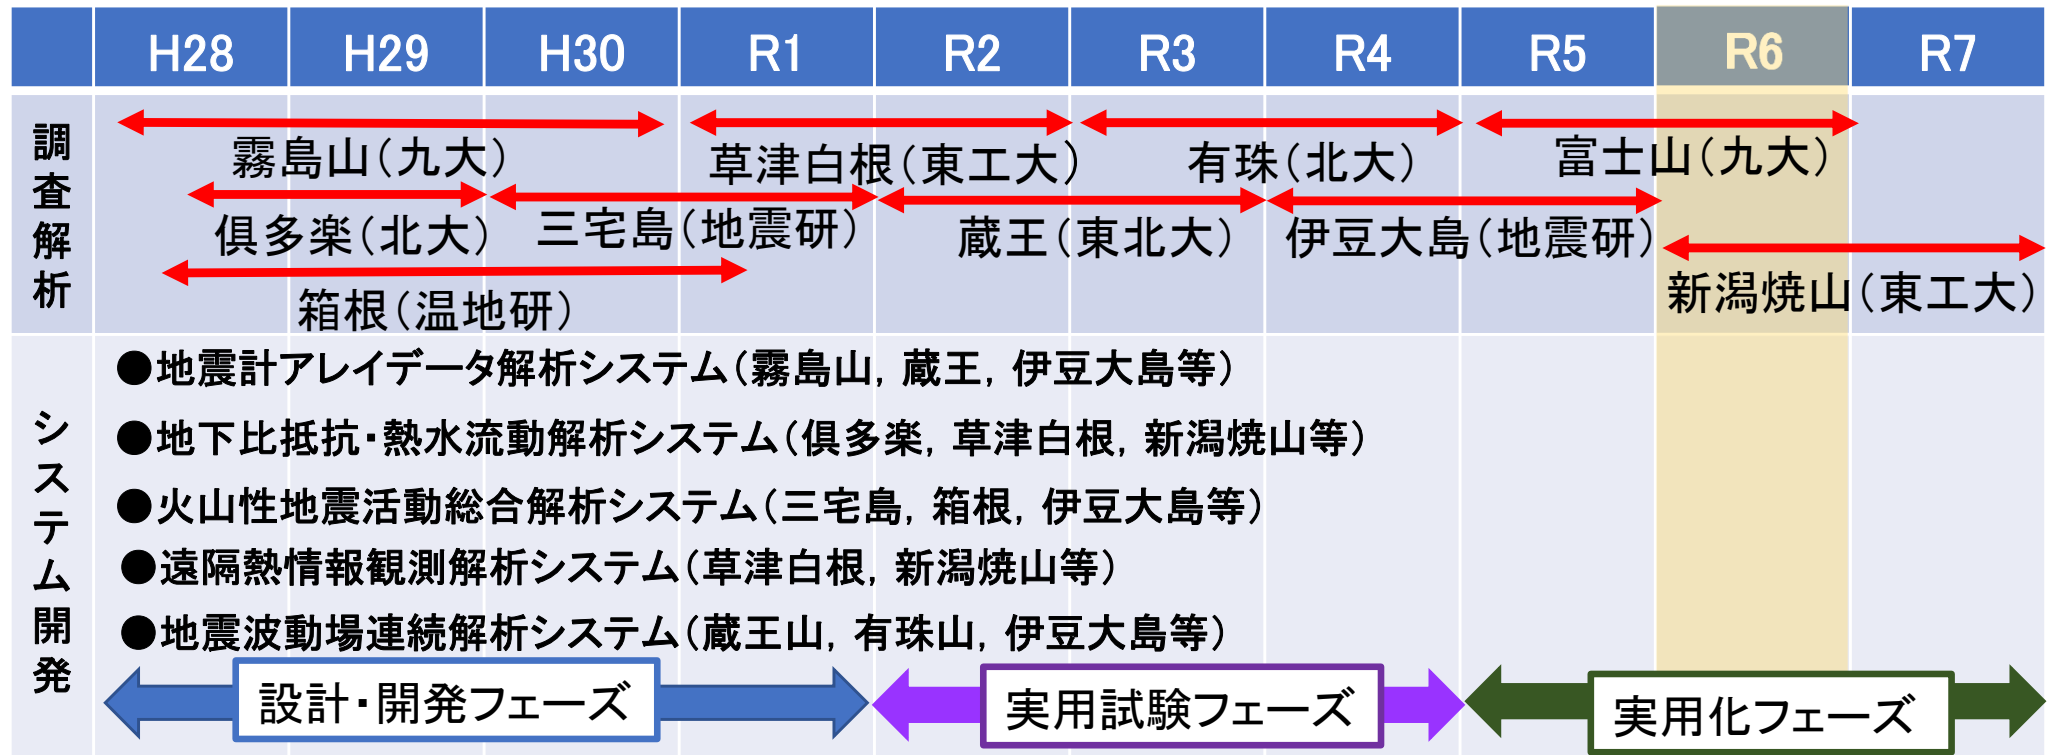 H28 H29 H30 R1 R2 R3 R4 R5 R6 R7
調査解析
霧島山(九大)
草津白根(東工大)
有珠(北大)
富士山(九大)
倶多楽(北大)
三宅島(地震研)
蔵王(東北大)
伊豆大島(地震研)
箱根(温地研)
新潟焼山(東工大)
システム開発
●地震計アレイデータ解析システム(霧島山, 蔵王, 伊豆大島等)
●地下比抵抗・熱水流動解析システム(倶多楽, 草津白根, 新潟焼山等)
●火山性地震活動総合解析システム(三宅島, 箱根, 伊豆大島等)
●遠隔熱情報観測解析システム(草津白根, 新潟焼山等)
●地震波動場連続解析システム(蔵王山, 有珠山, 伊豆大島等)
設計・開発フェーズ
実用試験フェーズ
実用化フェーズ